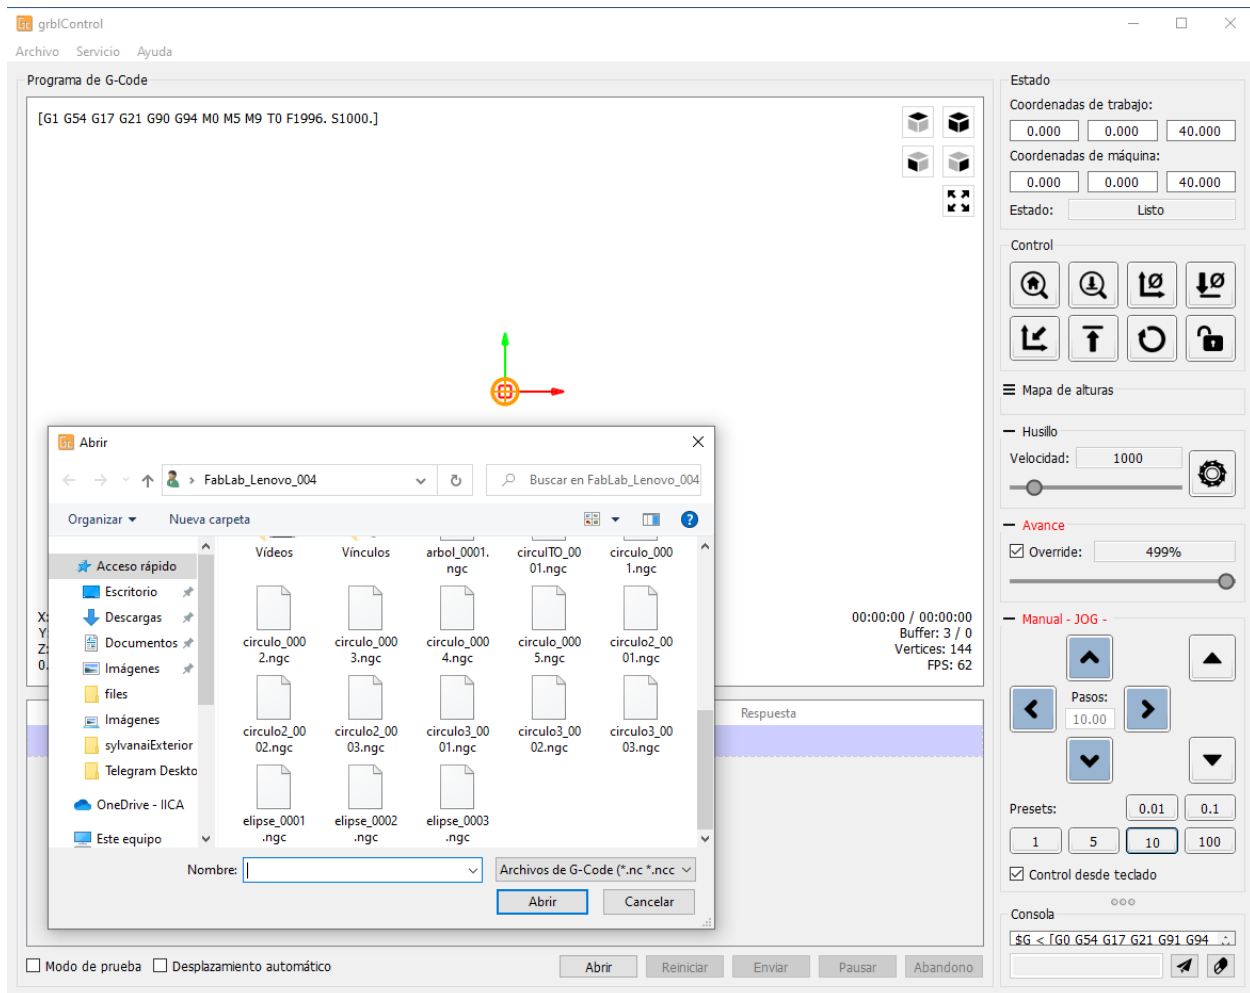 grblControl
Archivo Servicio Ayuda
Programa de G-Code
[G1 G54 G17 G21 G90 G94 M0 M5 M9 T0 F1996. S1000.]
Abrir
FabLab_Lenovo_004
Buscar en FabLab_Lenovo_004
Organizar
Nueva carpeta
Acceso rápido
Escritorio
Descargas
Documentos
Imágenes
files
Imágenes
sylvanaiExterior
Telegram Deskto
OneDrive - IICA
Este equipo
Vídeos
Vínculos
arbol_0001.
ngc
circulTO_00
01.ngc
circulo_000
1.ngc
circulo_000
2.ngc
circulo_000
3.ngc
circulo_000
4.ngc
circulo_000
5.ngc
circulo2_00
01.ngc
circulo2_00
02.ngc
circulo2_00
03.ngc
circulo3_00
01.ngc
circulo3_00
02.ngc
circulo3_00
03.ngc
elipse_0001
.ngc
elipse_0002
.ngc
elipse_0003
.ngc
Nombre:
Archivos de G-Code (*.nc *.ncc
Abrir
Cancelar
X:
Y:
Z:
0.
00:00:00 / 00:00:00
Buffer: 3 / 0
Vertices: 144
FPS: 62
Respuesta
Modo de prueba
Desplazamiento automático
Abrir
Reiniciar
Enviar
Pausar
Abandono
Estado
Coordenadas de trabajo:
0.000 0.000 40.000
Coordenadas de máquina:
0.000 0.000 40.000
Estado: Listo
Control
Mapa de alturas
Husillo
Velocidad: 1000
Avance
Override: 499%
Manual - JOG -
Pasos:
10.00
Presets: 0.01 0.1
1 5 10 100
Control desde teclado
Consola
$G < [G0 G54 G17 G21 G91 G94